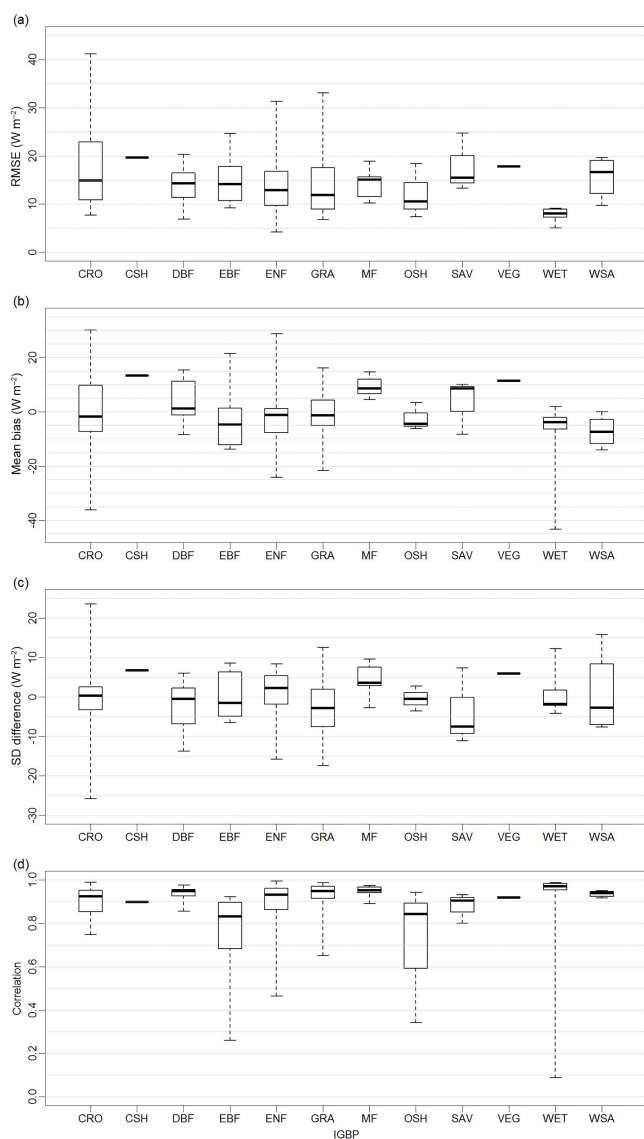 (a)
RMSE (W m⁻²)
40
30
20
10
0
CRO CSH DBF EBF ENF GRA MF OSH SAV VEG WET WSA
(b)
Mean bias (W m⁻²)
20
0
-20
-40
CRO CSH DBF EBF ENF GRA MF OSH SAV VEG WET WSA
(c)
SD difference (W m⁻²)
20
10
0
-10
-20
-30
CRO CSH DBF EBF ENF GRA MF OSH SAV VEG WET WSA
(d)
Correlation
1.0
0.8
0.6
0.4
0.2
0.0
CRO CSH DBF EBF ENF GRA MF OSH SAV VEG WET WSA
IGBP